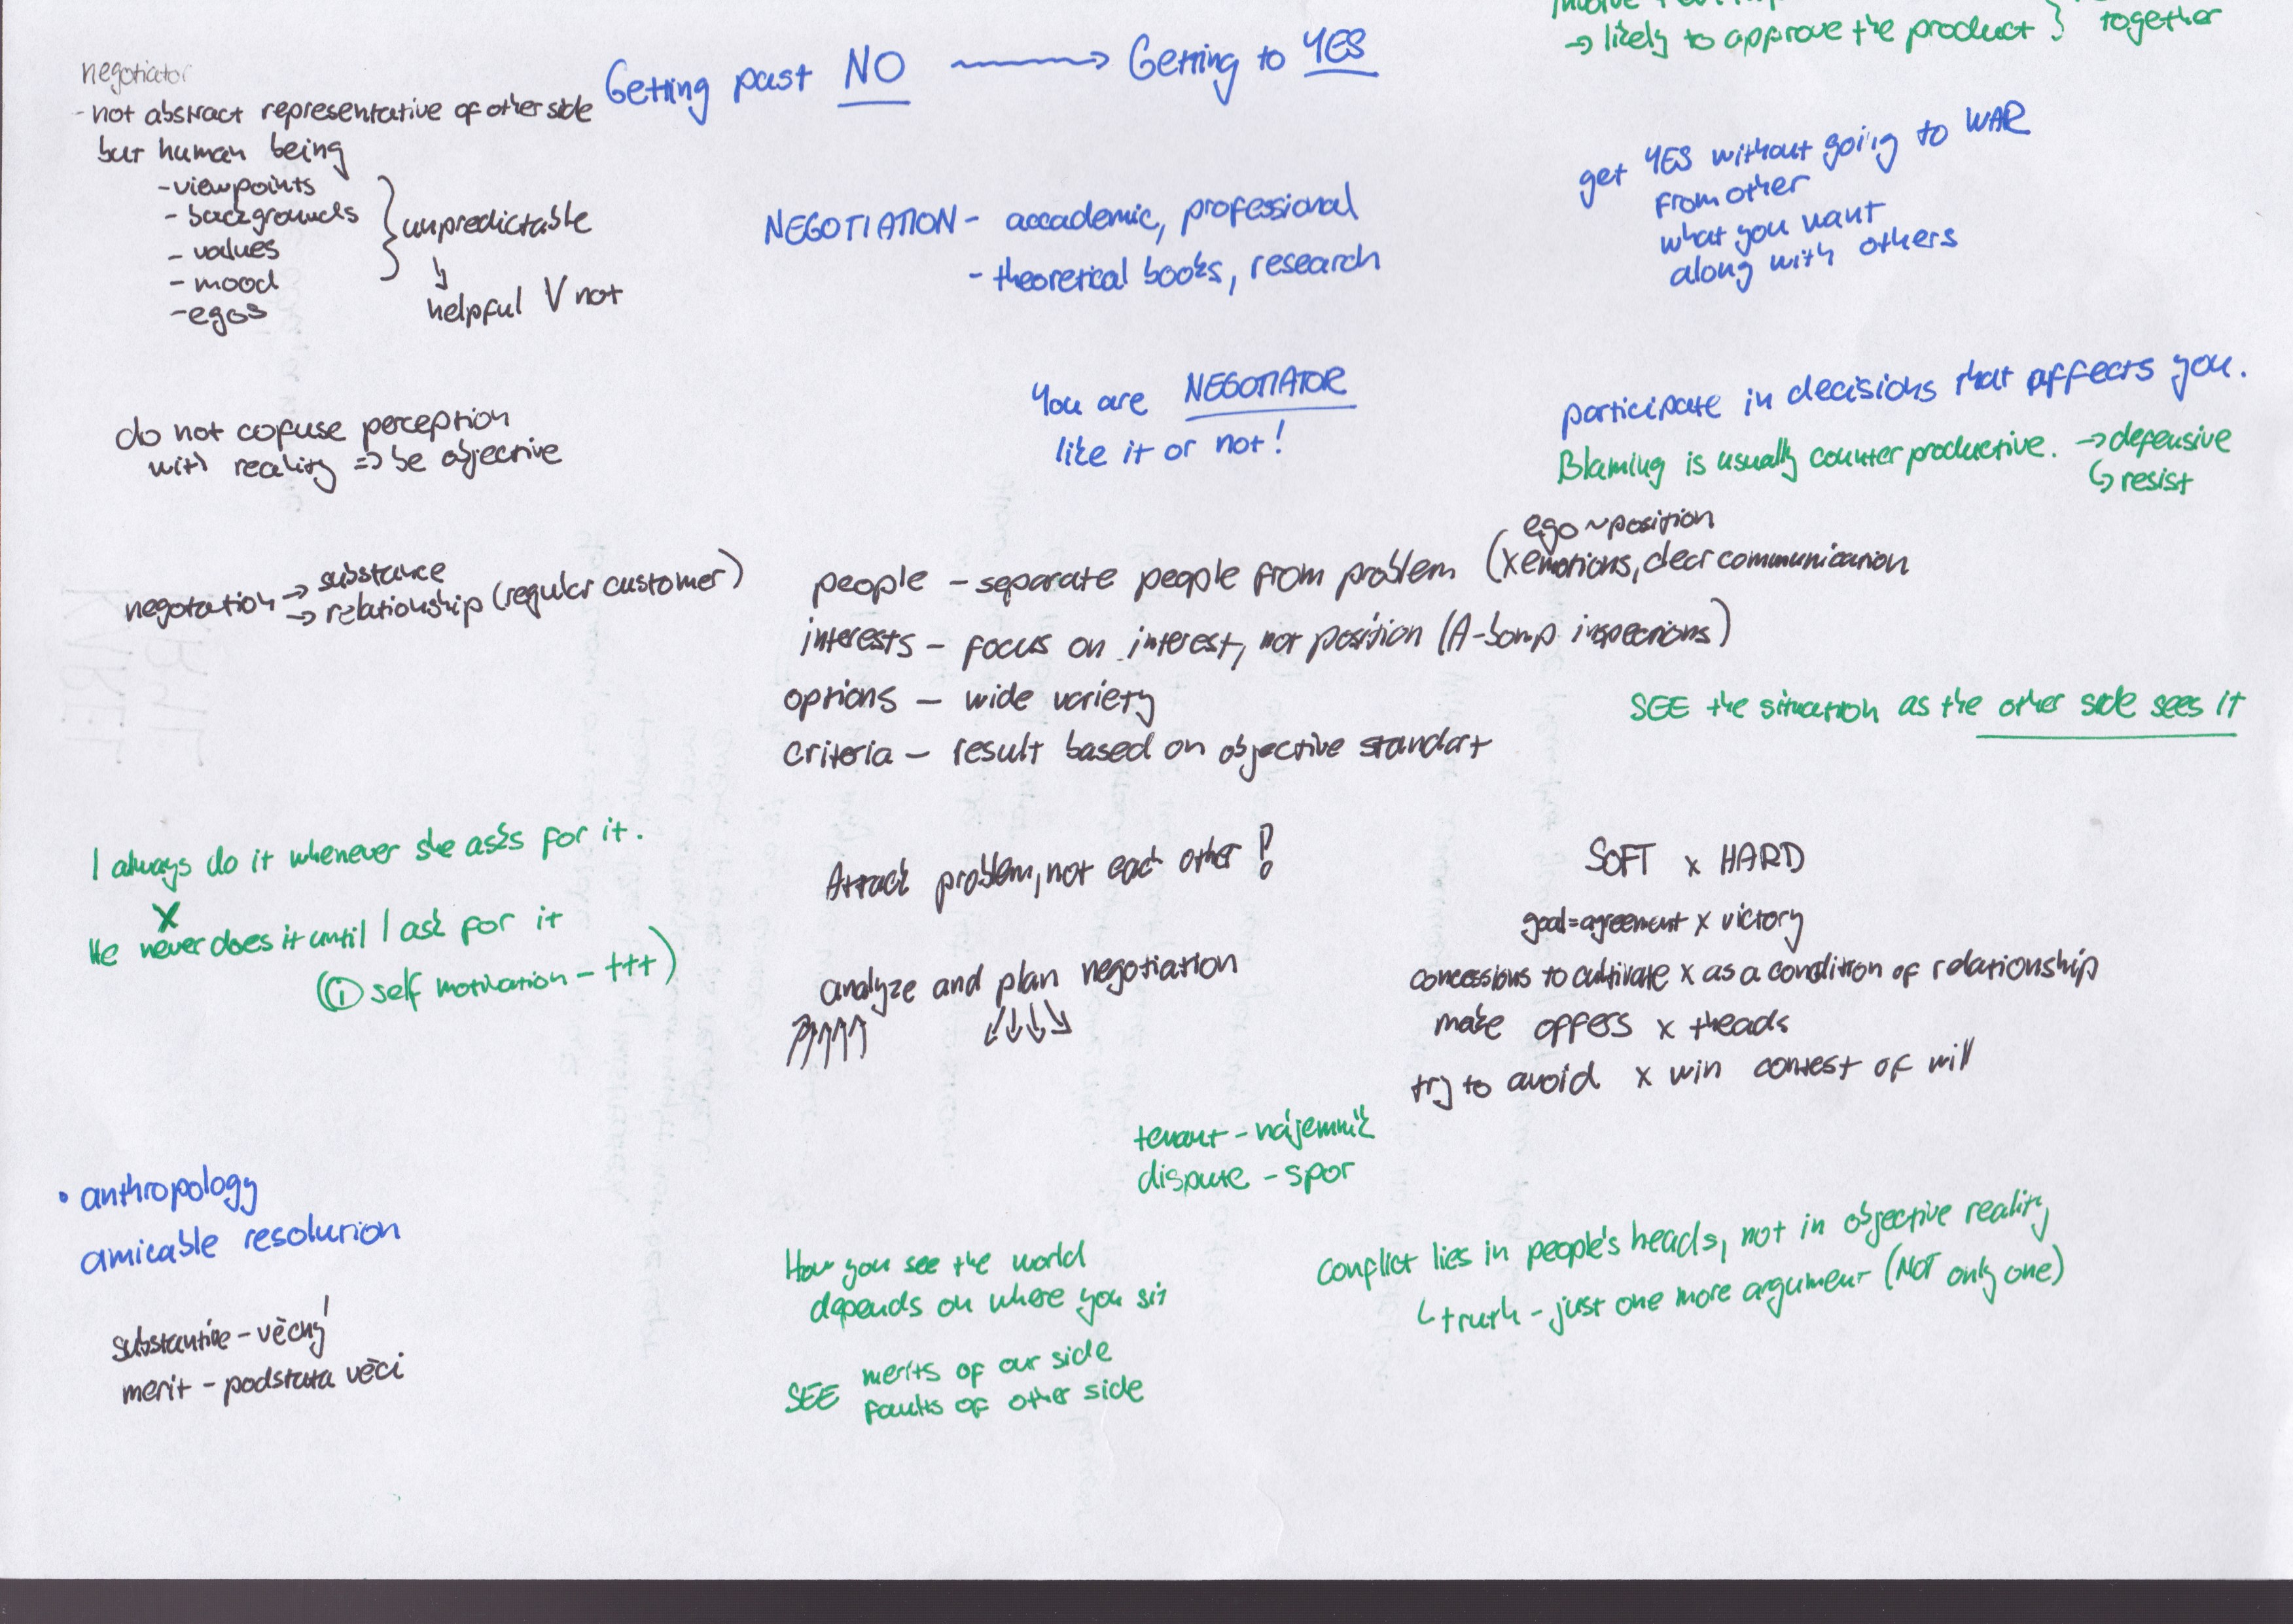 → likely to approve the product } together
negotiator
- not abstract representative of other side
but human being
- viewpoints
- backgrounds
- values
- mood
- egos
} unpredictable
↳ helpful V not
Getting past NO → Getting to YES
NEGOTIATION - accademic, professional
- theoretical books, research
get YES without going to WAR
from other
what you want
along with others
You are NEGOTIATOR
like it or not!
participate in decisions that affects you.
Blaming is usually counter productive. → defensive
↳ resist
do not cofuse perception
with reality => be objective
negotation → substance
→ relationship (regular customer)
ego ~ position
people - separate people from problem (x emotions, clear communication
interests - focus on interest, not position (A-bomp inspections)
options - wide variety
criteria - result based on objective standart
SEE the situation as the other side sees it
I always do it whenever she asks for it.
X
He never does it until I ask for it
(① self motivation - +++)
Attack problem, not each other!
analyze and plan negotiation
↑↑↑↑ ↓↓↓↓
SOFT x HARD
goal = agreement x victory
concessions to cultivate x as a condition of relationship
make offers x theads
try to avoid x win contest of will
tenant - nájemník
dispute - spor
• anthropology
amicable resolution
substantive - věcný
merit - podstata věci
How you see the world
depends on where you sit
SEE merits of our side
faults of other side
Conflict lies in people's heads, not in objective reality
↳ truth - just one more argument (NOT only one)